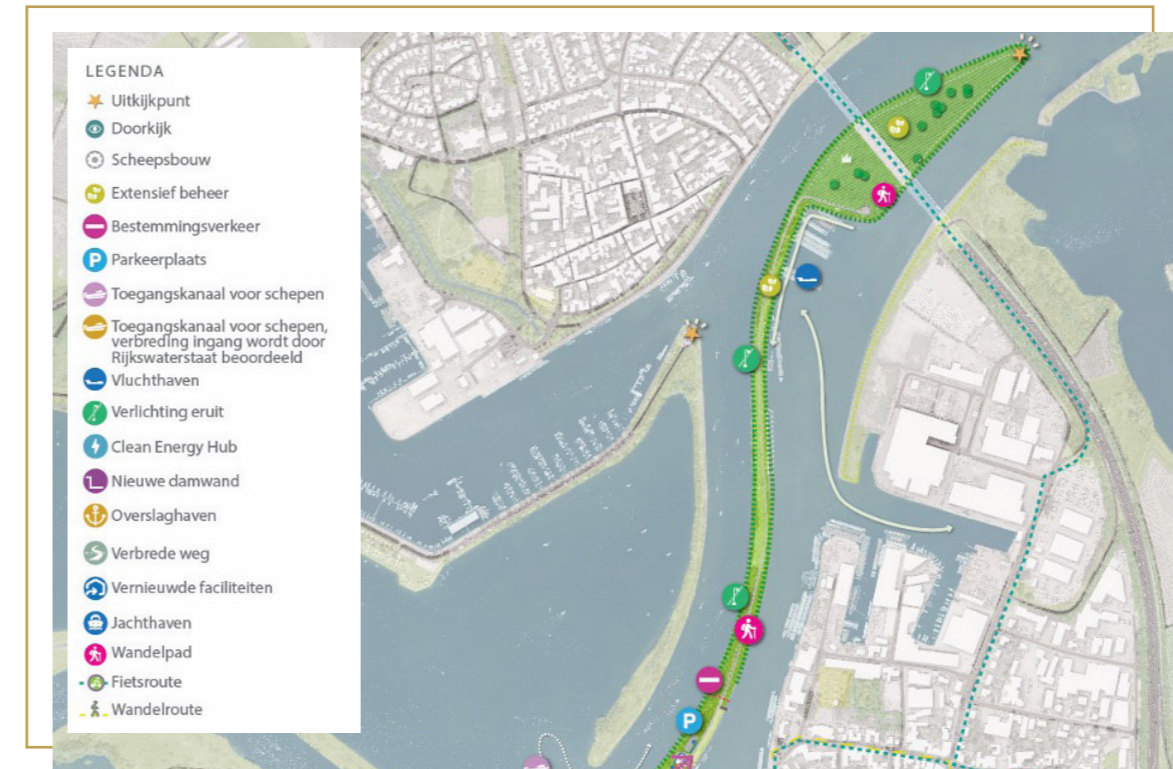 LEGENDA
Uitkijkpunt
Doorkijk
Scheepsbouw
Extensief beheer
Bestemmingsverkeer
P Parkeerplaats
Toegangskanaal voor schepen
Toegangskanaal voor schepen,
verbreding ingang wordt door
Rijkswaterstaat beoordeeld
Vluchthaven
Verlichting eruit
Clean Energy Hub
Nieuwe damwand
Overslaghaven
Verbrede weg
Vernieuwde faciliteiten
Jachthaven
Wandelpad
Fietsroute
Wandelroute
P